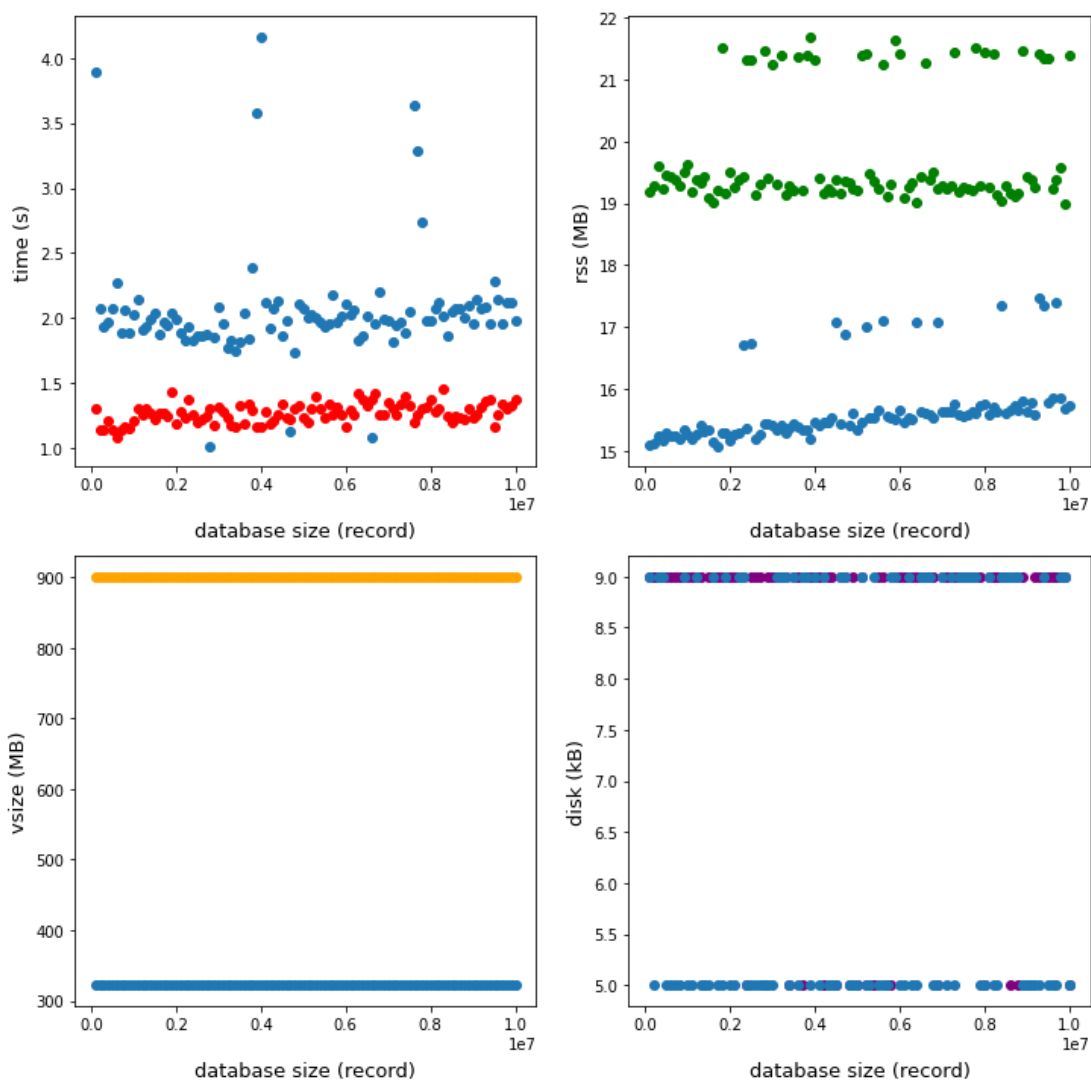 time (s)
4.0
3.5
3.0
2.5
2.0
1.5
1.0
0.0 0.2 0.4 0.6 0.8 1.0
1e7
database size (record)
rss (MB)
22
21
20
19
18
17
16
15
0.0 0.2 0.4 0.6 0.8 1.0
1e7
database size (record)
vsize (MB)
900
800
700
600
500
400
300
0.0 0.2 0.4 0.6 0.8 1.0
1e7
database size (record)
disk (kB)
9.0
8.5
8.0
7.5
7.0
6.5
6.0
5.5
5.0
0.0 0.2 0.4 0.6 0.8 1.0
1e7
database size (record)